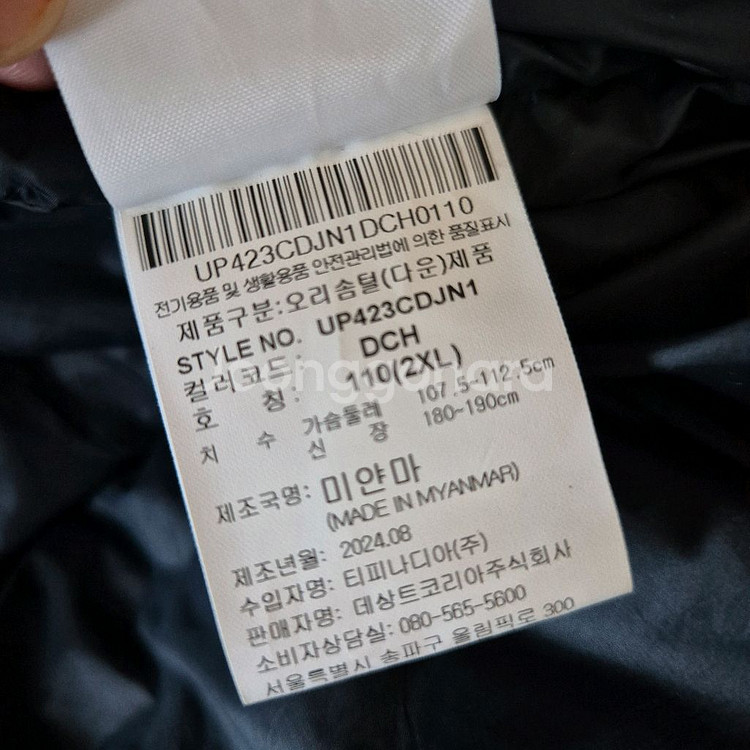 UP423CDJN1DCH0110
전기용품 및 생활용품 안전관리법에 의한 품질표시
제품구분:오리솜털(다운)제품
STYLE NO. UP423CDJN1
컬러코드: DCH
호 칭: 110(2XL)
치 수 가슴둘레 107.5~112.5cm
신 장 180~190cm
제조국명: 미얀마
(MADE IN MYANMAR)
제조년월: 2024.08
수입자명: 티피나디아(주)
판매자명: 데상트코리아주식회사
소비자상담실: 080-565-5600
서울특별시 송파구 올림픽로 300
joonggonara